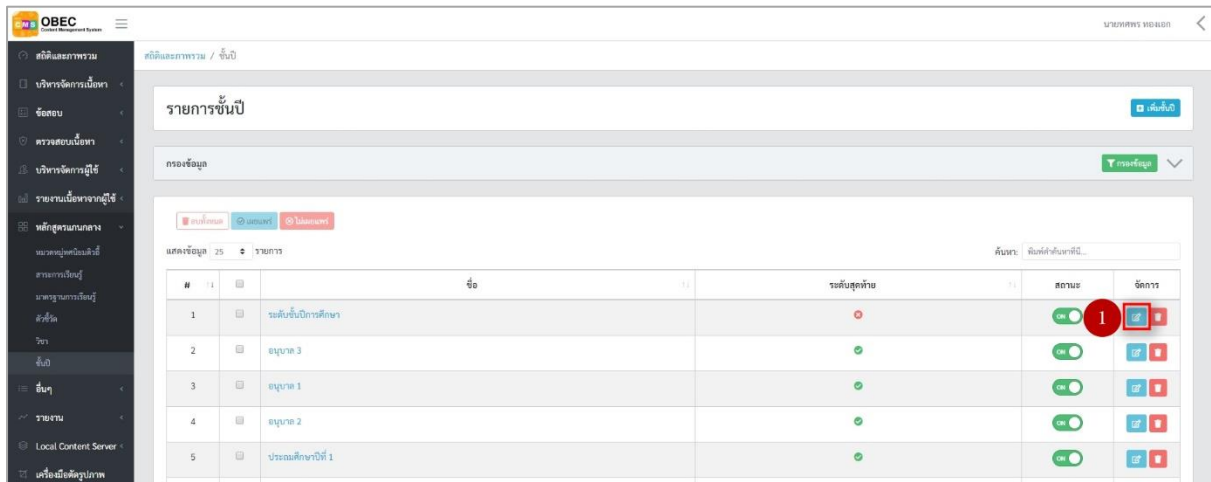 CMS OBEC
Content Management System
นายทศพร ทองเอก
สถิติและภาพรวม
สถิติและภาพรวม / ชั้นปี
บริหารจัดการเนื้อหา
รายการชั้นปี
เพิ่มชั้นปี
ข้อสอบ
ตรวจสอบเนื้อหา
กรองข้อมูล
กรองข้อมูล
บริหารจัดการผู้ใช้
รายงานเนื้อหาจากผู้ใช้
ลบทั้งหมด เผยแพร่ ไม่เผยแพร่
หลักสูตรแกนกลาง
แสดงข้อมูล 25 รายการ
ค้นหา: พิมพ์คำค้นหาที่นี่...
สาระการเรียนรู้
มาตรฐานการเรียนรู้
ตัวชี้วัด
วิชา
ชั้นปี
# ชื่อ ระดับสุดท้าย สถานะ จัดการ
1 ระดับชั้นปีการศึกษา ON 1
2 อนุบาล 3 ON
3 อนุบาล 1 ON
4 อนุบาล 2 ON
5 ประถมศึกษาปีที่ 1 ON
อื่นๆ
รายงาน
Local Content Server
เครื่องมือตัดรูปภาพ